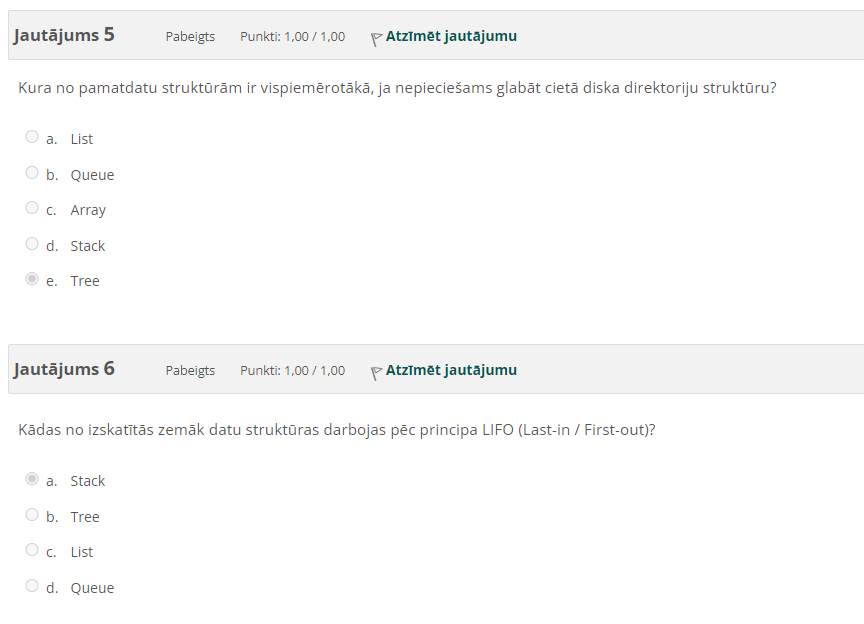 Jautājums 5 Pabeigts Punkti: 1,00 / 1,00 Atzīmēt jautājumu
Kura no pamatdatu struktūrām ir vispiemērotākā, ja nepieciešams glabāt cietā diska direktoriju struktūru?
a. List
b. Queue
c. Array
d. Stack
e. Tree
Jautājums 6 Pabeigts Punkti: 1,00 / 1,00 Atzīmēt jautājumu
Kādas no izskatītās zemāk datu struktūras darbojas pēc principa LIFO (Last-in / First-out)?
a. Stack
b. Tree
c. List
d. Queue